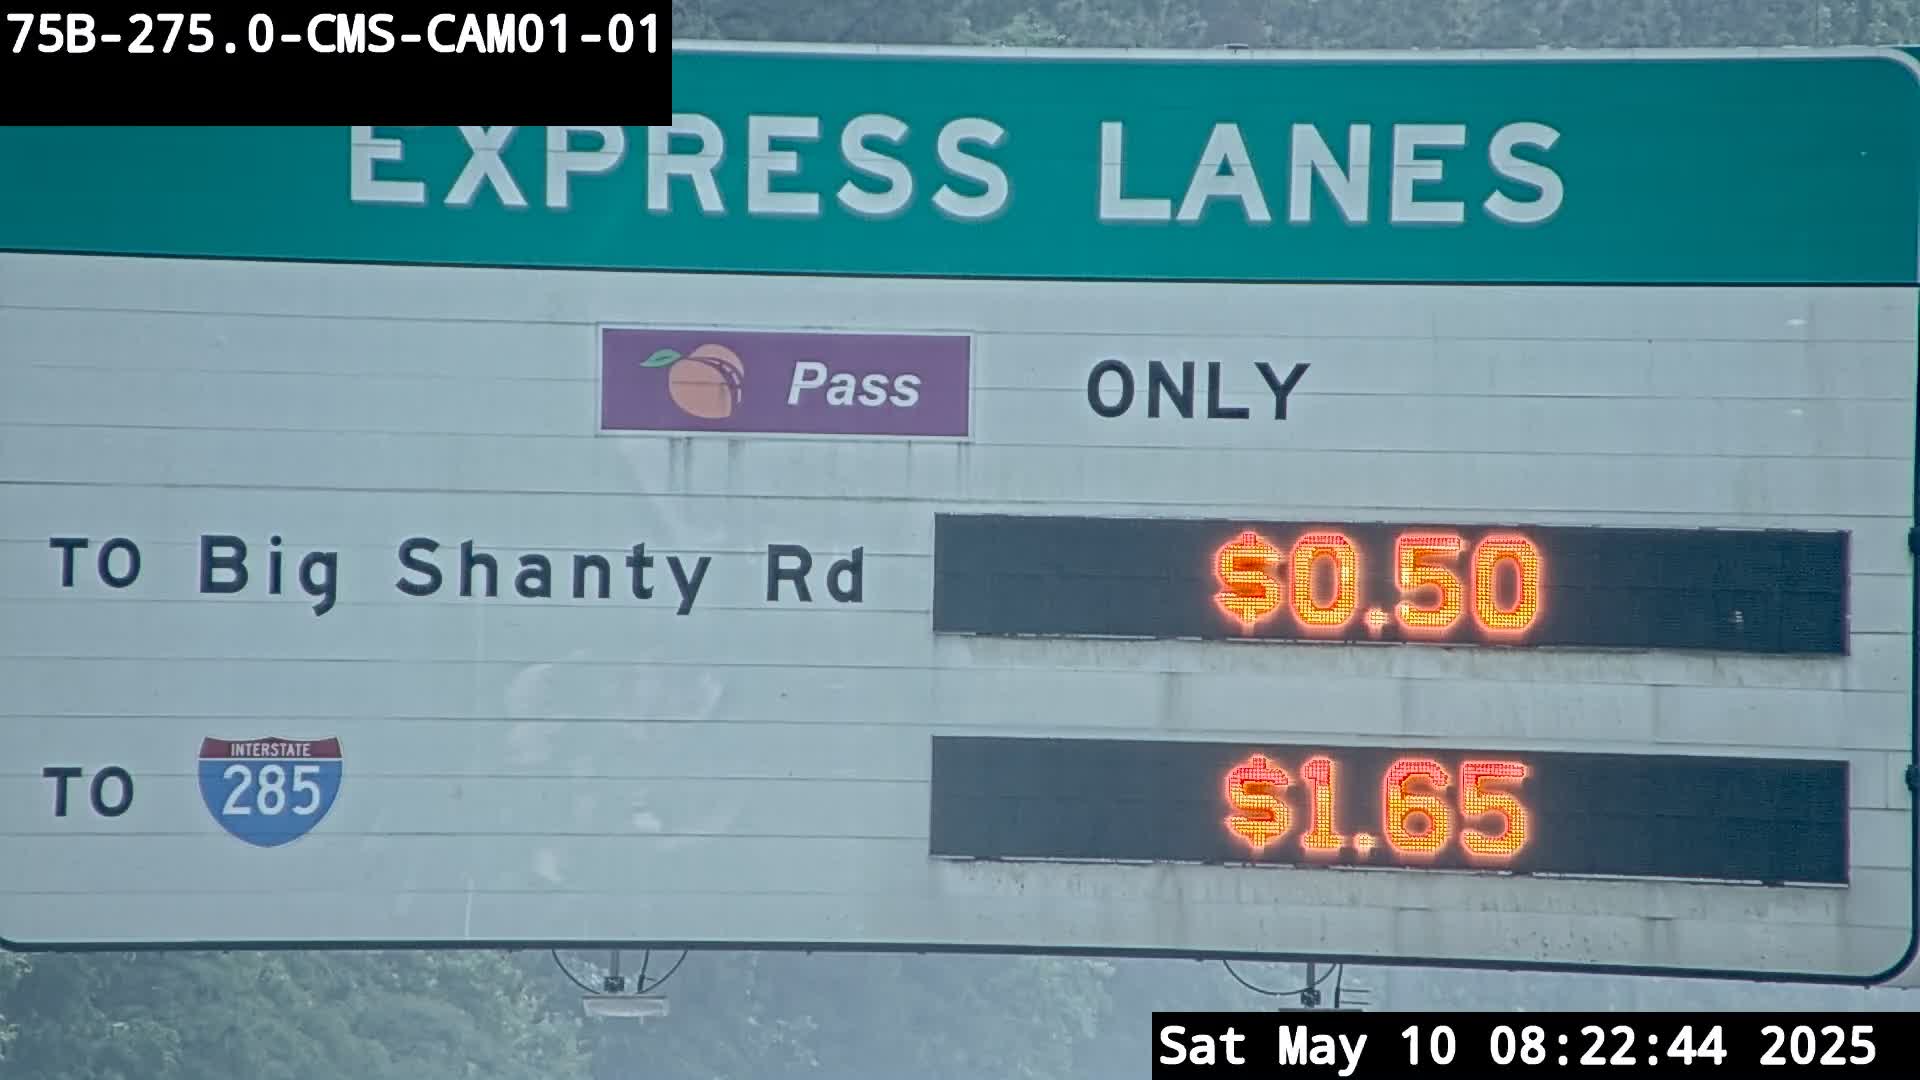 75B-275.0-CMS-CAM01-01
EXPRESS LANES
Pass ONLY
TO Big Shanty Rd $0.50
INTERSTATE
TO 285 $1.65
Sat May 10 08:22:44 2025